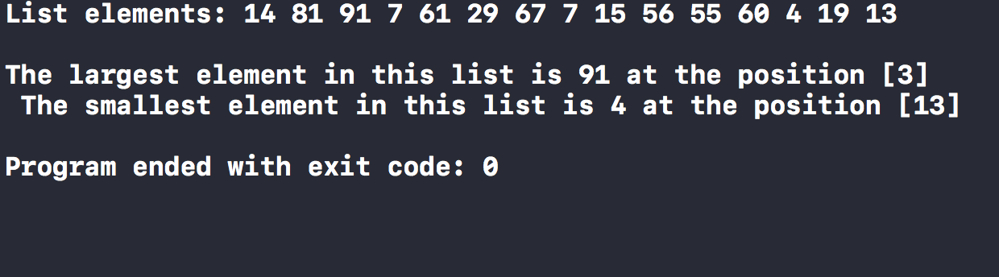 List elements: 14 81 91 7 61 29 67 7 15 56 55 60 4 19 13
The largest element in this list is 91 at the position [3]
The smallest element in this list is 4 at the position [13]
Program ended with exit code: 0